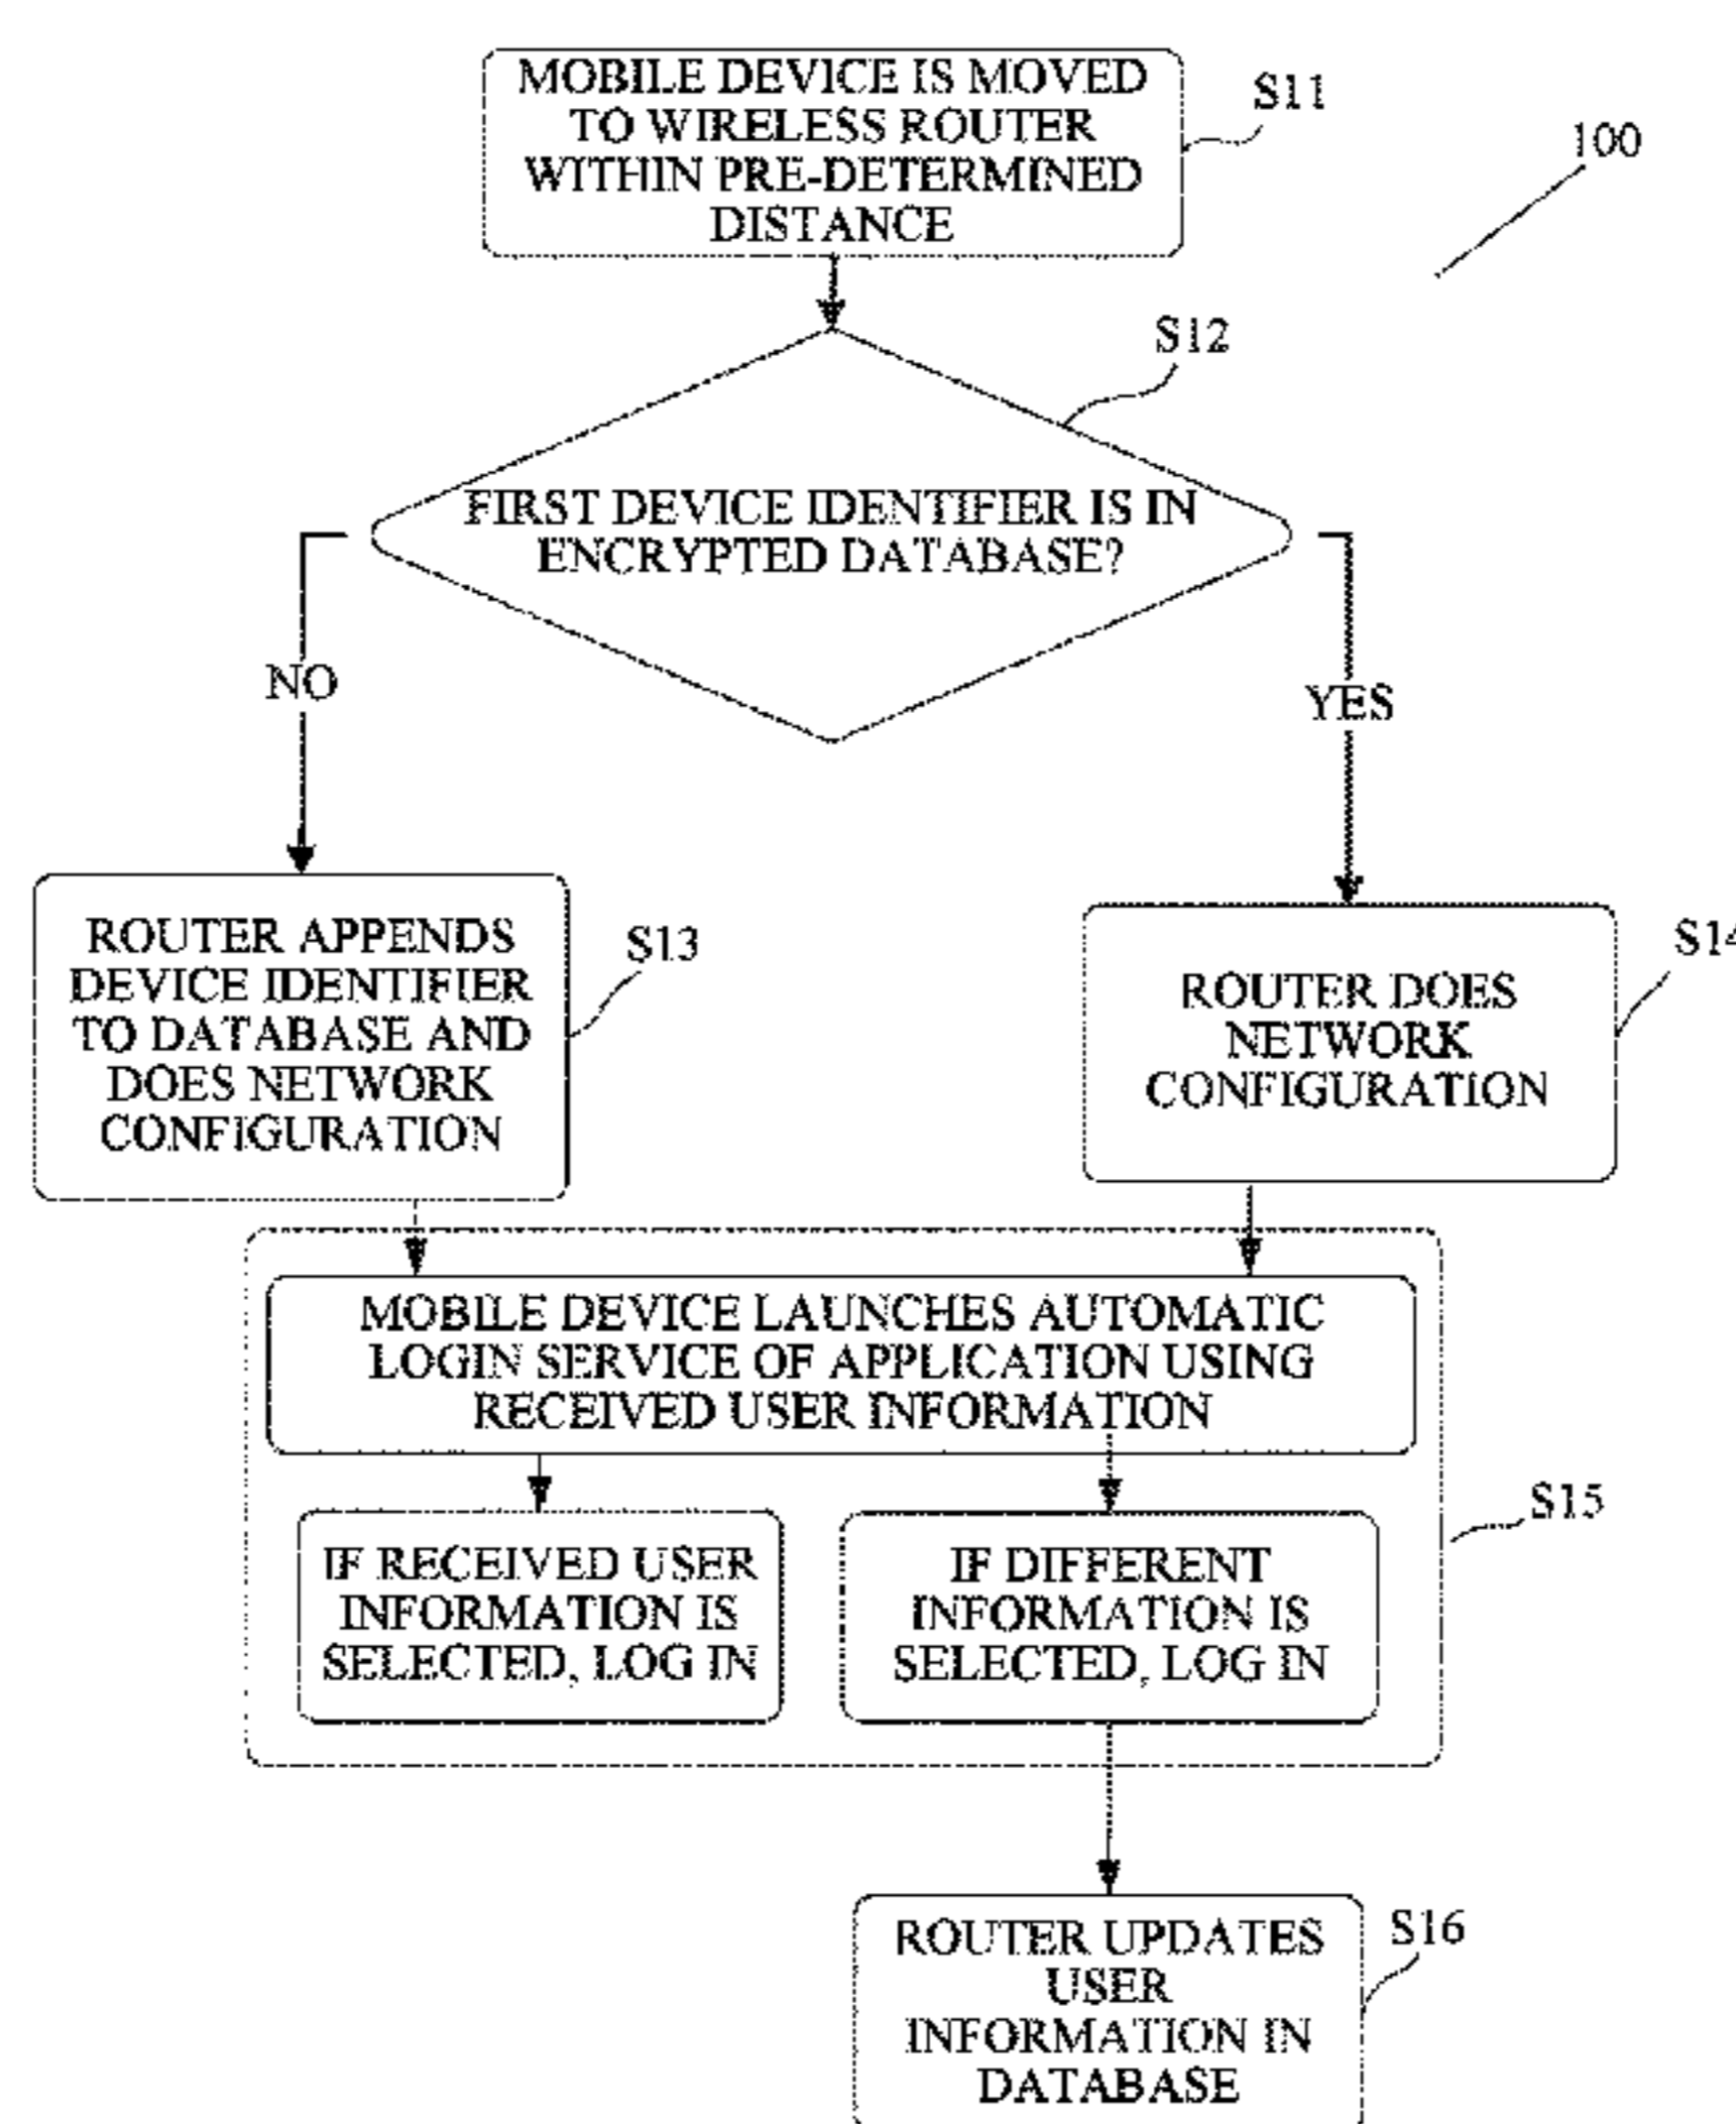 MOBILE DEVICE IS MOVED
TO WIRELESS ROUTER
WITHIN PRE-DETERMINED
DISTANCE
S11
100
S12
FIRST DEVICE IDENTIFIER IS IN
ENCRYPTED DATABASE?
NO
YES
ROUTER APPENDS
DEVICE IDENTIFIER
TO DATABASE AND
DOES NETWORK
CONFIGURATION
S13
ROUTER DOES
NETWORK
CONFIGURATION
S14
MOBILE DEVICE LAUNCHES AUTOMATIC
LOGIN SERVICE OF APPLICATION USING
RECEIVED USER INFORMATION
IF RECEIVED USER
INFORMATION IS
SELECTED, LOG IN
IF DIFFERENT
INFORMATION IS
SELECTED, LOG IN
S15
ROUTER UPDATES
USER
INFORMATION IN
DATABASE
S16